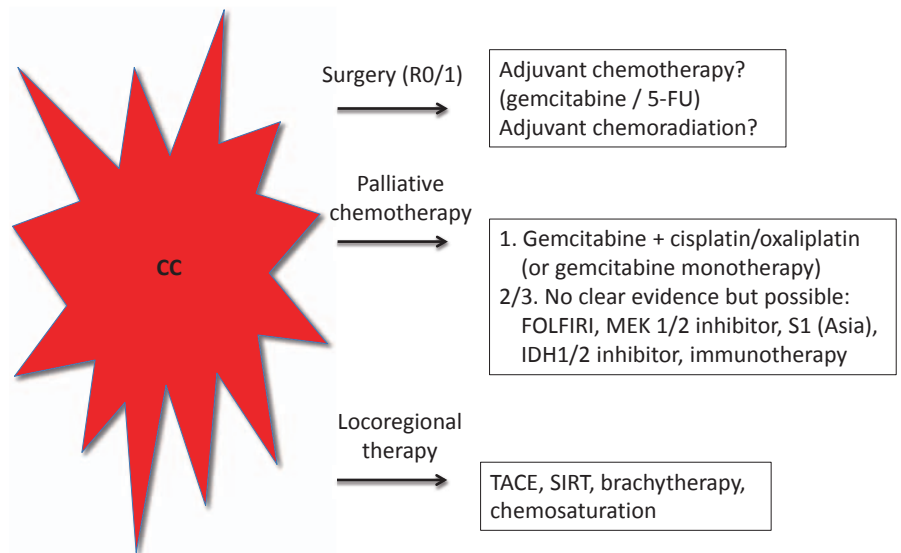 CC
Surgery (R0/1)
Adjuvant chemotherapy?
(gemcitabine / 5-FU)
Adjuvant chemoradiation?
Palliative
chemotherapy
1. Gemcitabine + cisplatin/oxaliplatin
(or gemcitabine monotherapy)
2/3. No clear evidence but possible:
FOLFIRI, MEK 1/2 inhibitor, S1 (Asia),
IDH1/2 inhibitor, immunotherapy
Locoregional
therapy
TACE, SIRT, brachytherapy,
chemosaturation